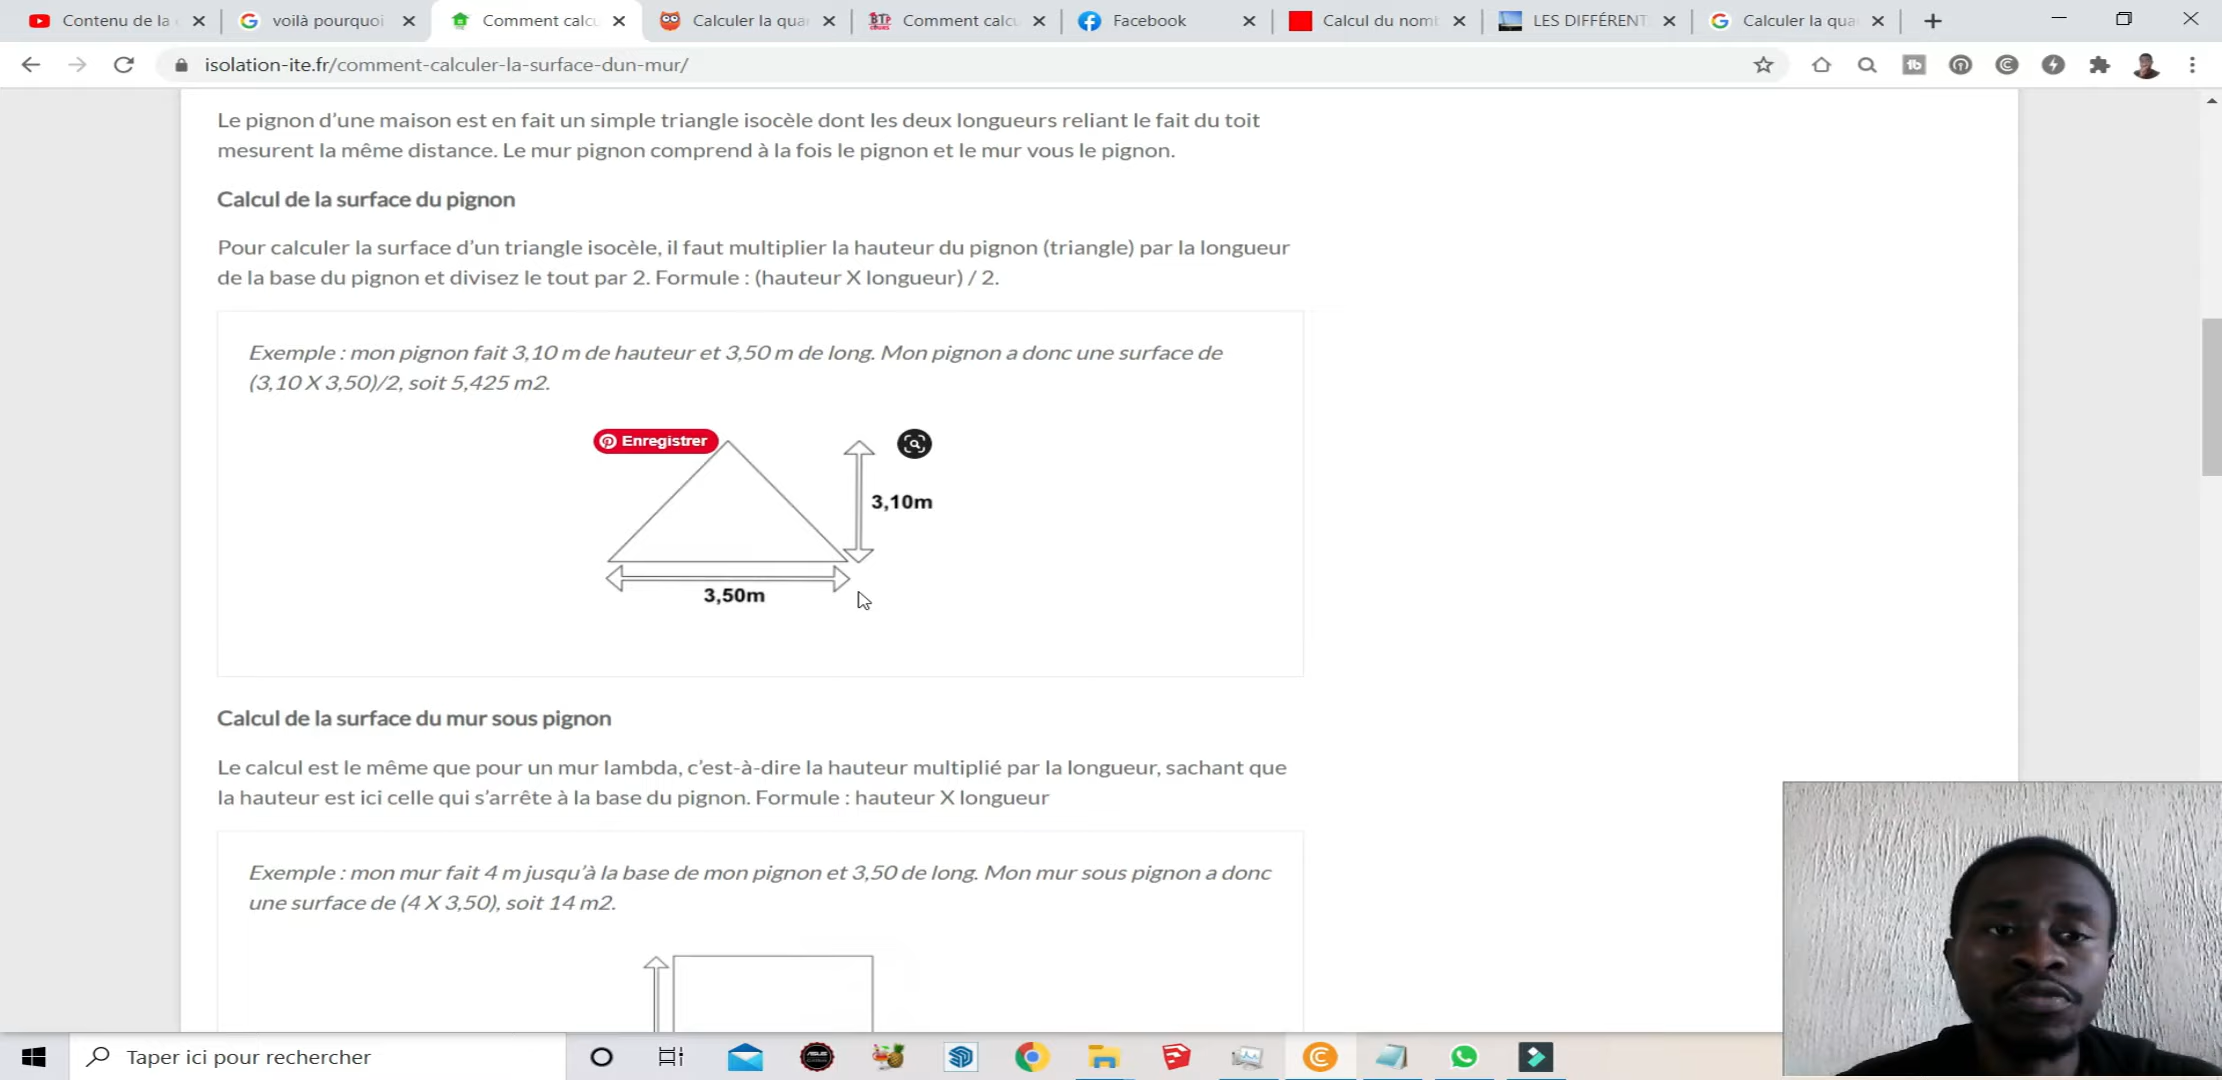 Contenu de la
voilà pourquoi
Comment calc
Calculer la qua
BTP
COURS
Comment calc
Facebook
Calcul du nom
LES DIFFÉRENT
Calculer la qua
isolation-ite.fr/comment-calculer-la-surface-dun-mur/
Le pignon d’une maison est en fait un simple triangle isocèle dont les deux longueurs reliant le fait du toit
mesurent la même distance. Le mur pignon comprend à la fois le pignon et le mur vous le pignon.
Calcul de la surface du pignon
Pour calculer la surface d’un triangle isocèle, il faut multiplier la hauteur du pignon (triangle) par la longueur
de la base du pignon et divisez le tout par 2. Formule : (hauteur X longueur) / 2.
Exemple : mon pignon fait 3,10 m de hauteur et 3,50 m de long. Mon pignon a donc une surface de
(3,10 X 3,50)/2, soit 5,425 m2.
Enregistrer
3,10m
3,50m
Calcul de la surface du mur sous pignon
Le calcul est le même que pour un mur lambda, c’est-à-dire la hauteur multiplié par la longueur, sachant que
la hauteur est ici celle qui s’arrête à la base du pignon. Formule : hauteur X longueur
Exemple : mon mur fait 4 m jusqu’à la base de mon pignon et 3,50 de long. Mon mur sous pignon a donc
une surface de (4 X 3,50), soit 14 m2.
Taper ici pour rechercher